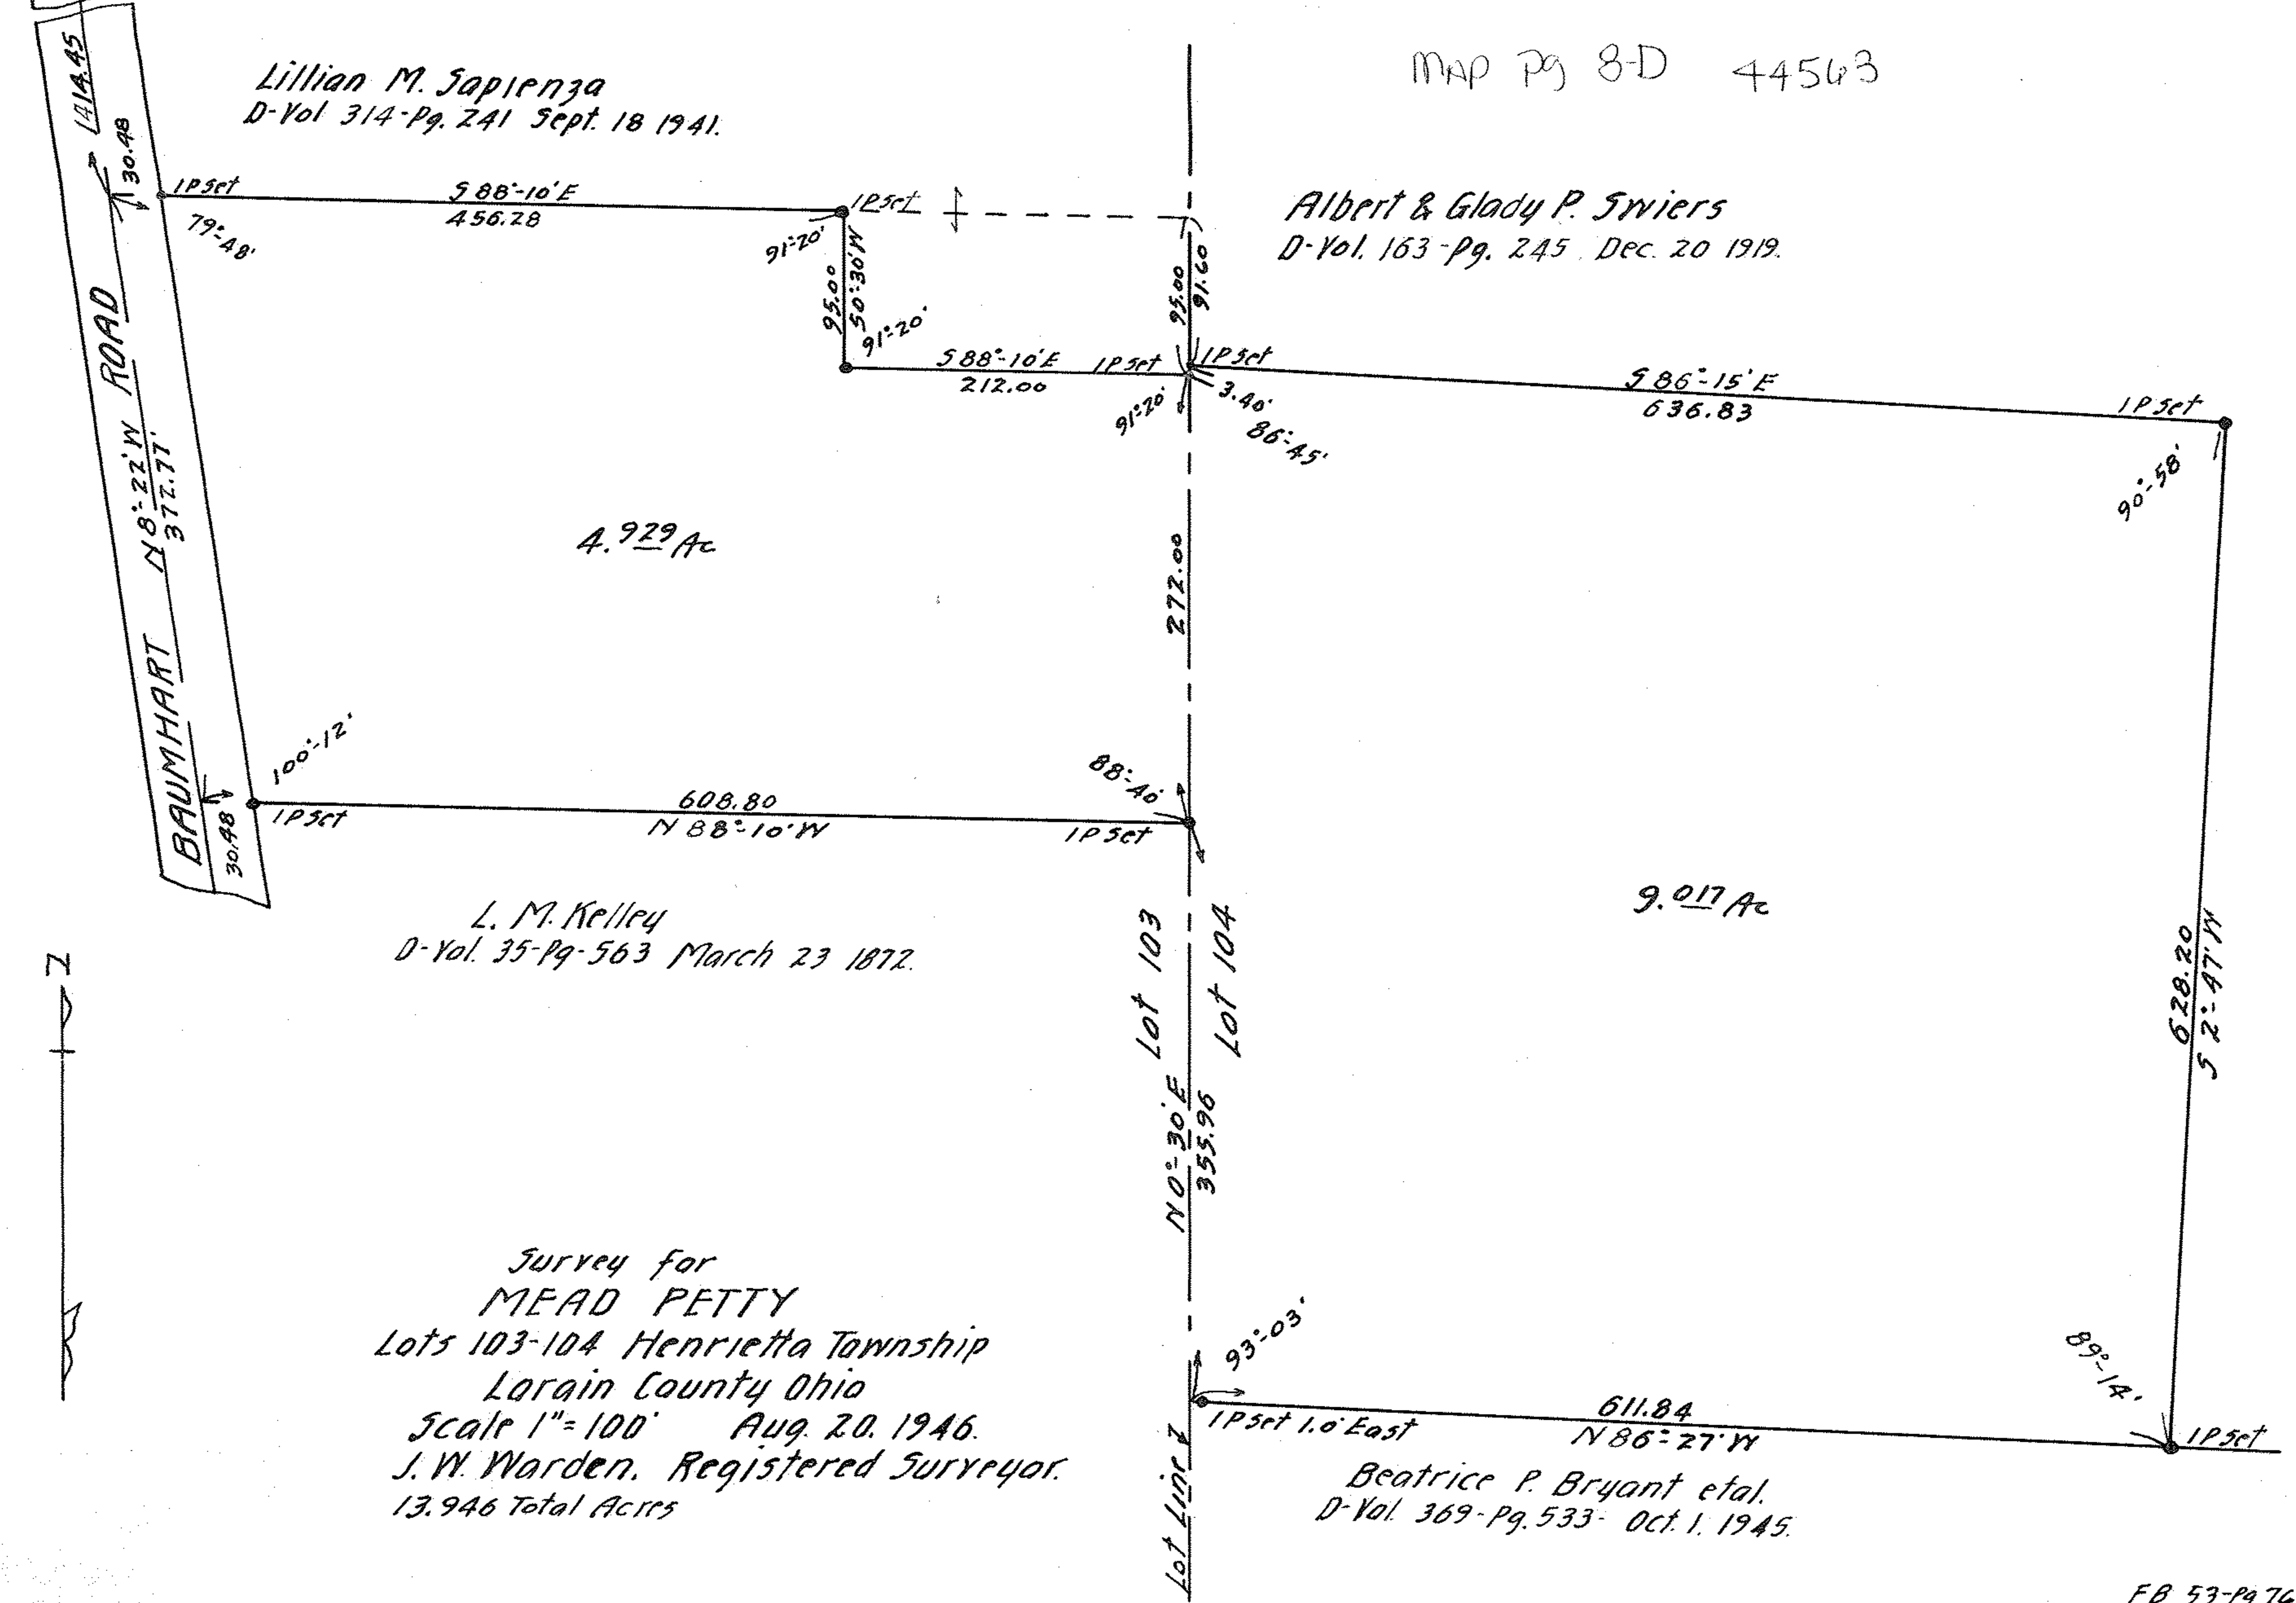 MAP Pg 8-D 44563
Lillian M. Sapienza
D-Vol 314-Pg. 241 Sept. 18 1941.
Albert & Glady P. Swiers
D-Vol. 163-Pg. 245. Dec. 20 1919.
1414.45
30.48
IP Set
S 88°-10' E
456.28
79°-48'
IP Set
91°-20'
95.00
S0°-30'W
91°-20'
95.00
91.60
S 88°-10' E
212.00
IP Set
IP Set
3.40'
91°-20'
86°-45'
S 86°-15' E
636.83
IP Set
90°-58'
BAUMHART ROAD
N 8°-22' W
372.77'
4.929 Ac
272.00
100°-12'
88°-40'
30.48'
IP Set
608.80
N 88°-10' W
IP Set
L. M. Kelley
D-Vol. 35-Pg-563 March 23 1872.
9.017 Ac
Lot 103
Lot 104
628.20
S 2°-47' W
N 0°-30' E
355.96
93°-03'
89°-14'
IP Set 1.0' East
611.84
N 86°-27' W
IP Set
Lot Line
Beatrice P. Bryant etal.
D-Vol. 369-Pg. 533- Oct. 1. 1945.
Survey for
MEAD PETTY
Lots 103-104 Henrietta Township
Lorain County Ohio
Scale 1"=100' Aug. 20. 1946.
J. W. Warden. Registered Surveyor.
13.946 Total Acres
F B 53-Pg 76